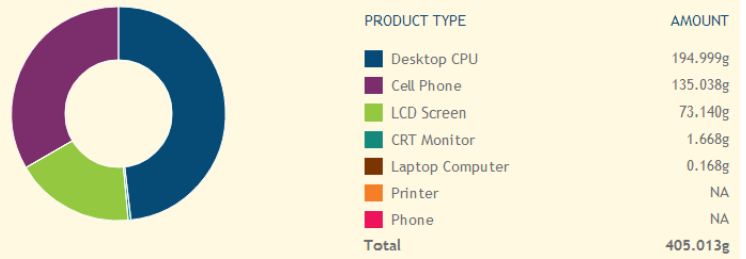 PRODUCT TYPE AMOUNT
Desktop CPU 194.999g
Cell Phone 135.038g
LCD Screen 73.140g
CRT Monitor 1.668g
Laptop Computer 0.168g
Printer NA
Phone NA
Total 405.013g